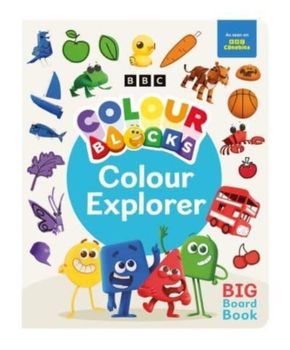 As seen on
BBC
CBeebies
BBC
COLOUR
BLOCKS
Colour
Explorer
BIG
Board
Book